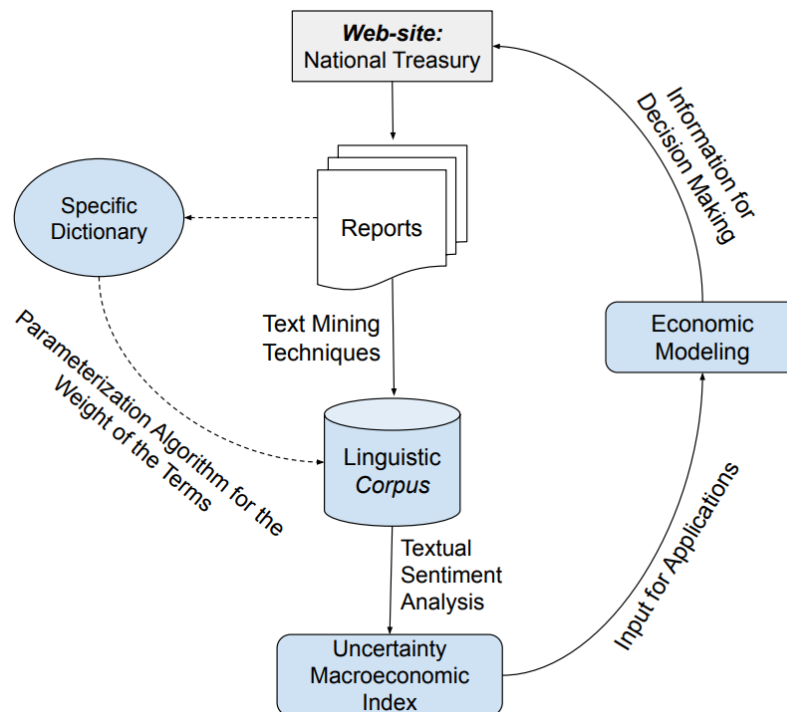 Web-site:
National Treasury
Information for
Decision Making
Specific
Dictionary
Reports
Text Mining
Techniques
Economic
Modeling
Parameterization Algorithm for the
Weight of the Terms
Linguistic
Corpus
Textual
Sentiment
Analysis
Input for Applications
Uncertainty
Macroeconomic
Index